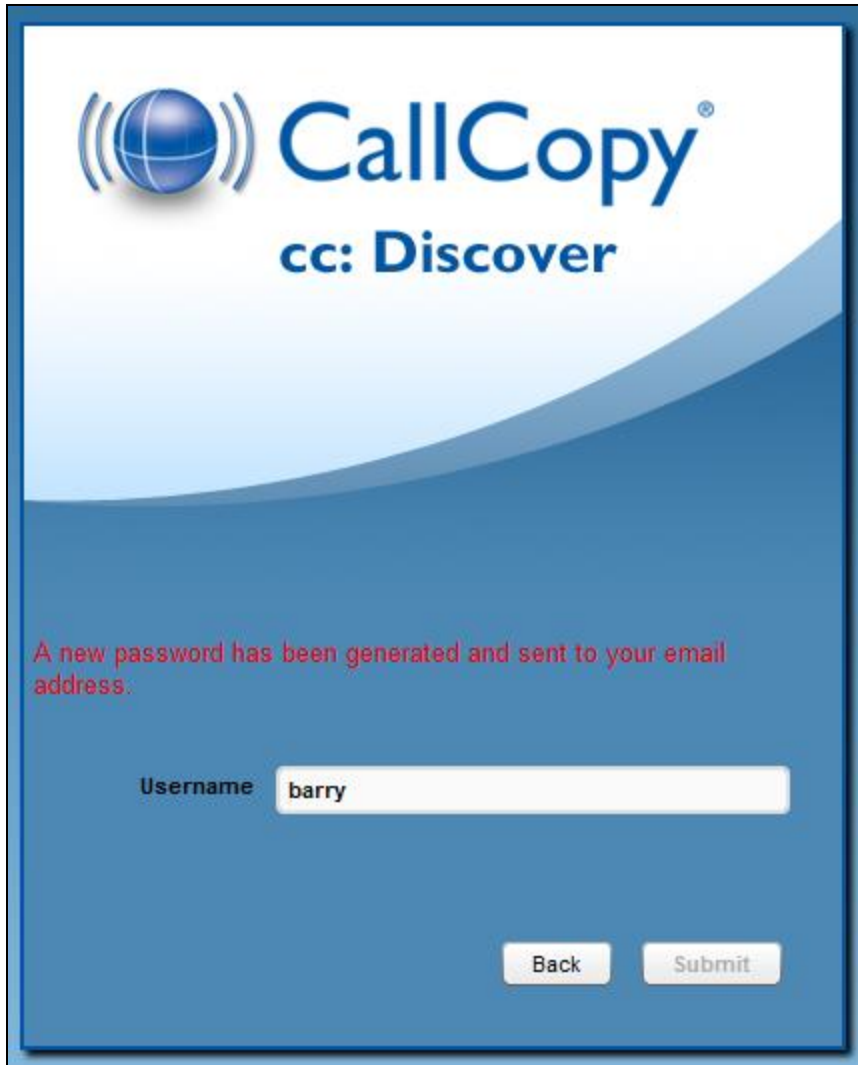 CallCopy®
cc: Discover
A new password has been generated and sent to your email
address.
Username barry
Back Submit